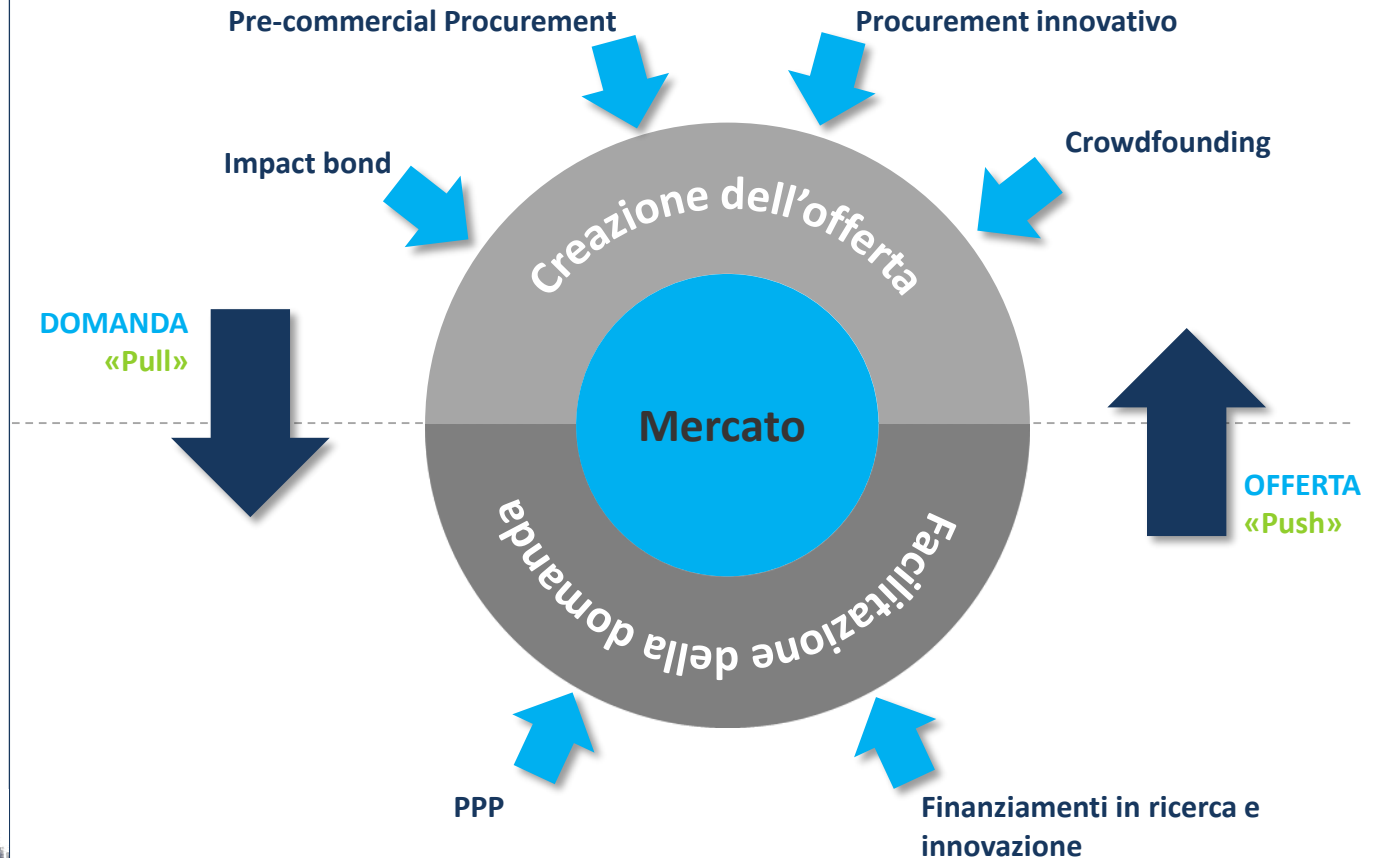 Pre-commercial Procurement
Procurement innovativo
Impact bond
Crowdfounding
Creazione dell'offerta
DOMANDA
«Pull»
Mercato
OFFERTA
«Push»
Facilitazione della domanda
PPP
Finanziamenti in ricerca e
innovazione